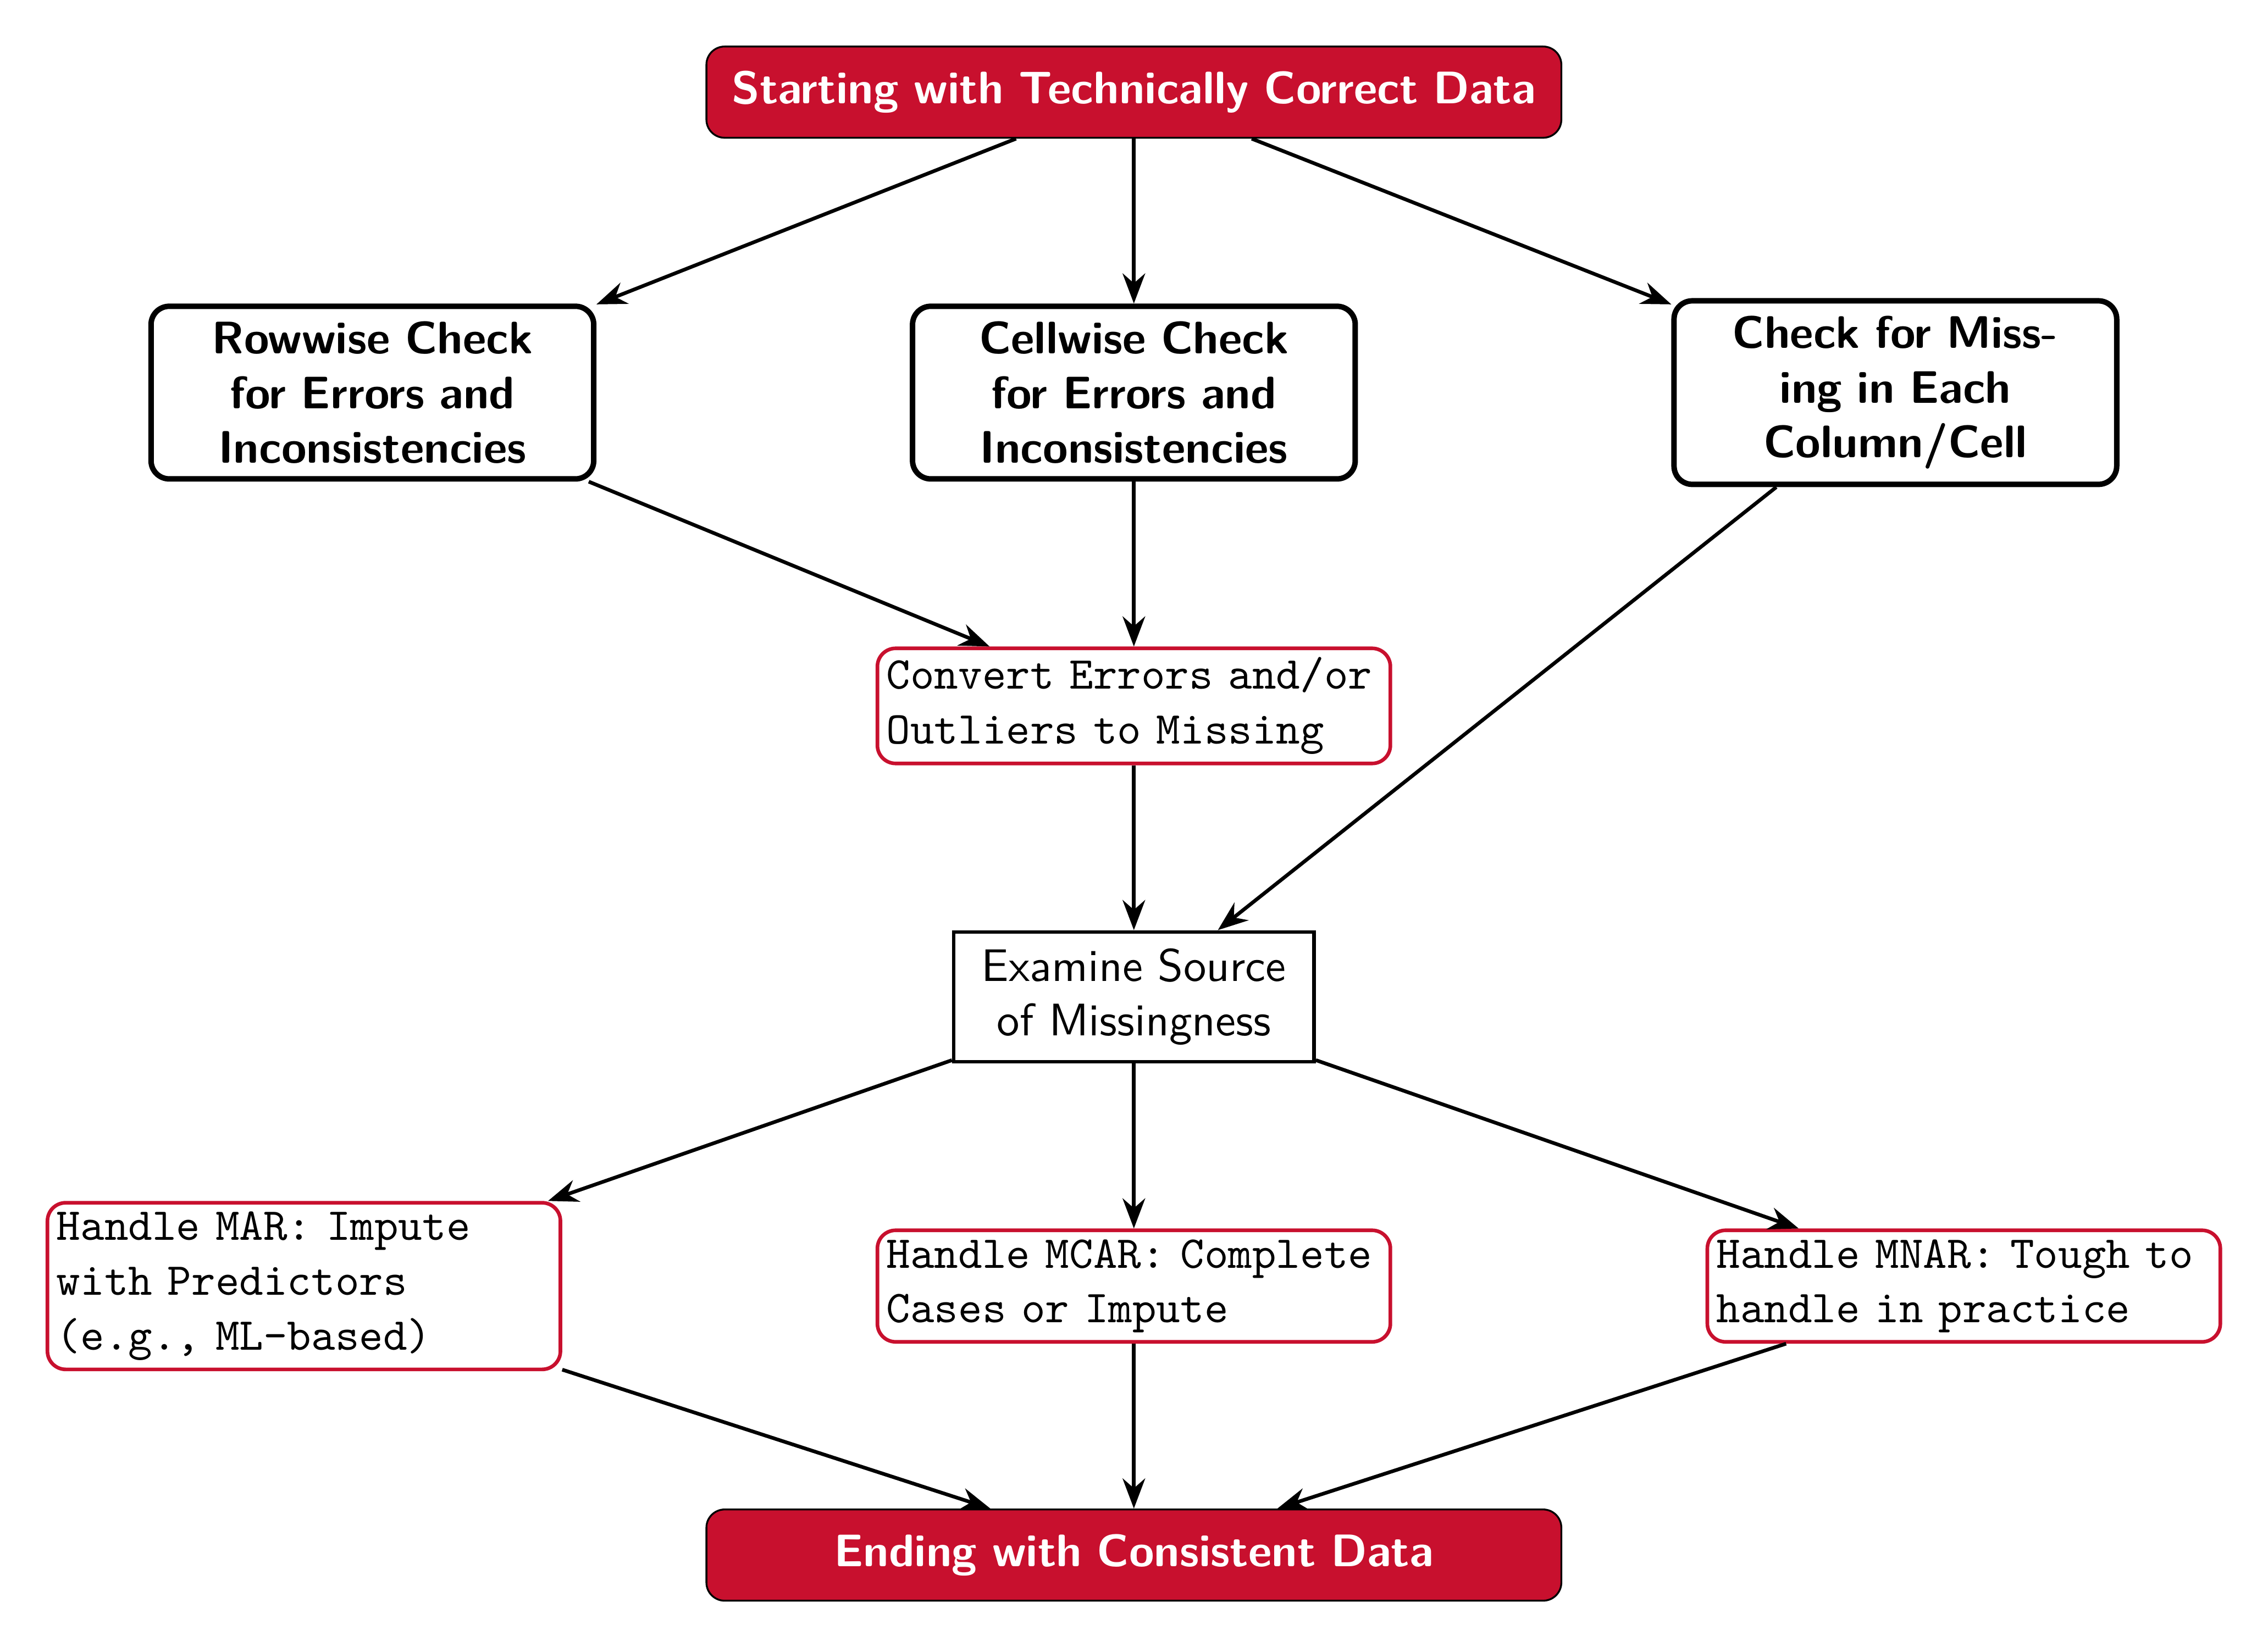 Starting with Technically Correct Data
Rowwise Check
for Errors and
Inconsistencies
Cellwise Check
for Errors and
Inconsistencies
Check for Miss-
ing in Each
Column/Cell
Convert Errors and/or
Outliers to Missing
Examine Source
of Missingness
Handle MAR: Impute
with Predictors
(e.g., ML-based)
Handle MCAR: Complete
Cases or Impute
Handle MNAR: Tough to
handle in practice
Ending with Consistent Data